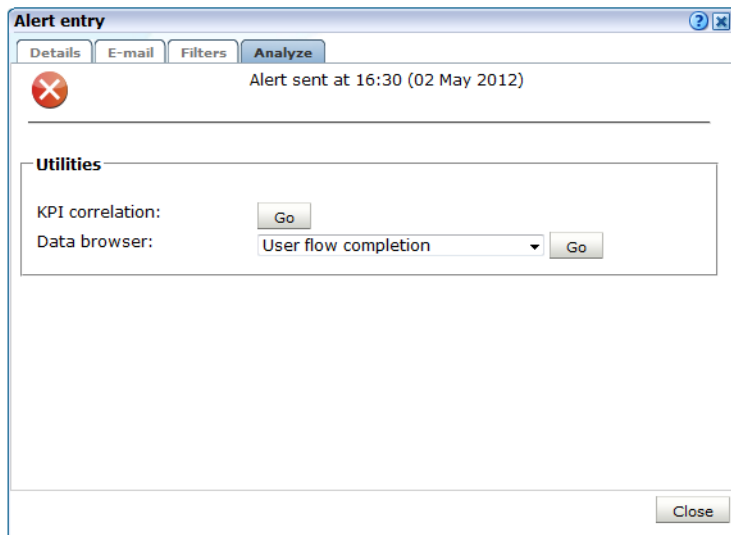 Alert entry
Details E-mail Filters Analyze
Alert sent at 16:30 (02 May 2012)
Utilities
KPI correlation: Go
Data browser: User flow completion Go
Close